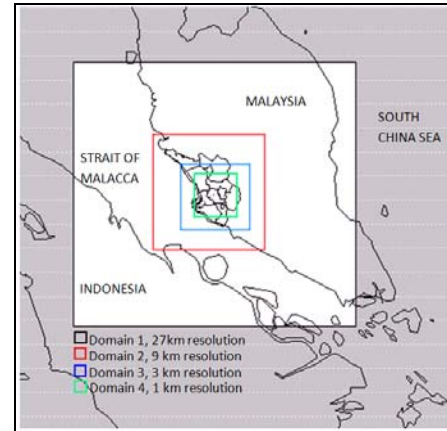 MALAYSIA
SOUTH
CHINA SEA
STRAIT OF
MALACCA
INDONESIA
Domain 1, 27km resolution
Domain 2, 9 km resolution
Domain 3, 3 km resolution
Domain 4, 1 km resolution